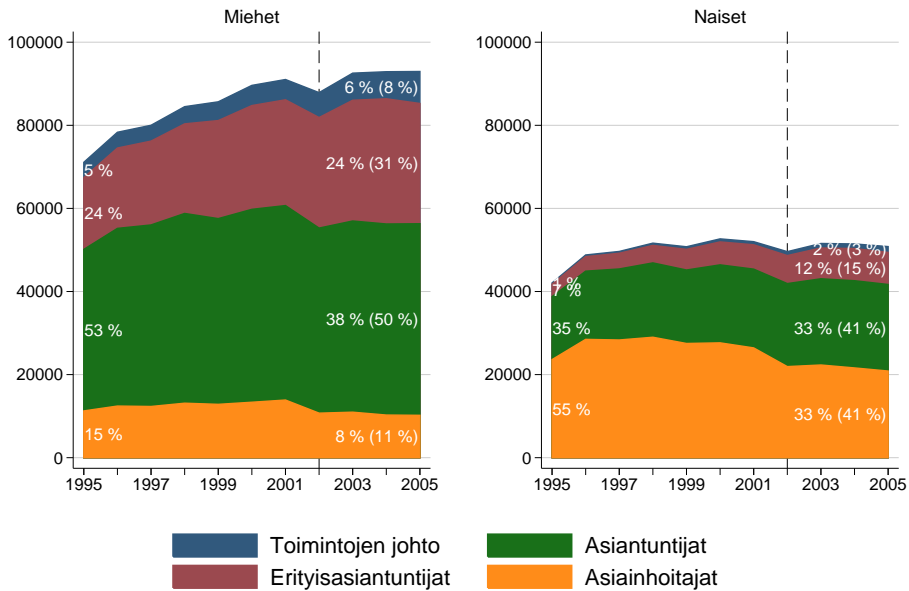 Miehet
100000
80000
60000
40000
20000
0
5 %
24 %
53 %
15 %
6 % (8 %)
24 % (31 %)
38 % (50 %)
8 % (11 %)
1995 1997 1999 2001 2003 2005
Naiset
100000
80000
60000
40000
20000
0
1 %
7 %
35 %
55 %
2 % (3 %)
12 % (15 %)
33 % (41 %)
33 % (41 %)
1995 1997 1999 2001 2003 2005
Toimintojen johto
Asiantuntijat
Erityisasiantuntijat
Asiainhoitajat